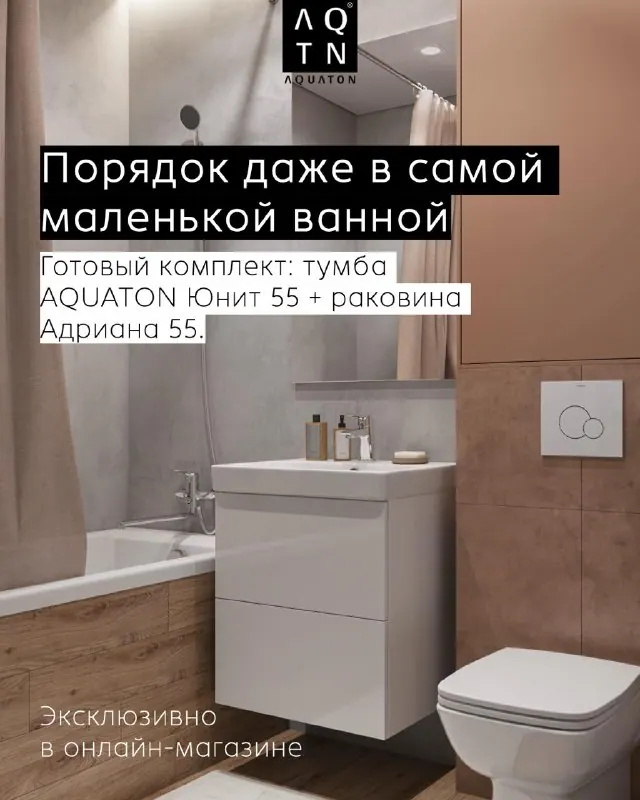 AQ
TN
AQUATON
Порядок даже в самой
маленькой ванной
Готовый комплект: тумба
AQUATON Юнит 55 + раковина
Адриана 55.
Эксклюзивно
в онлайн-магазине